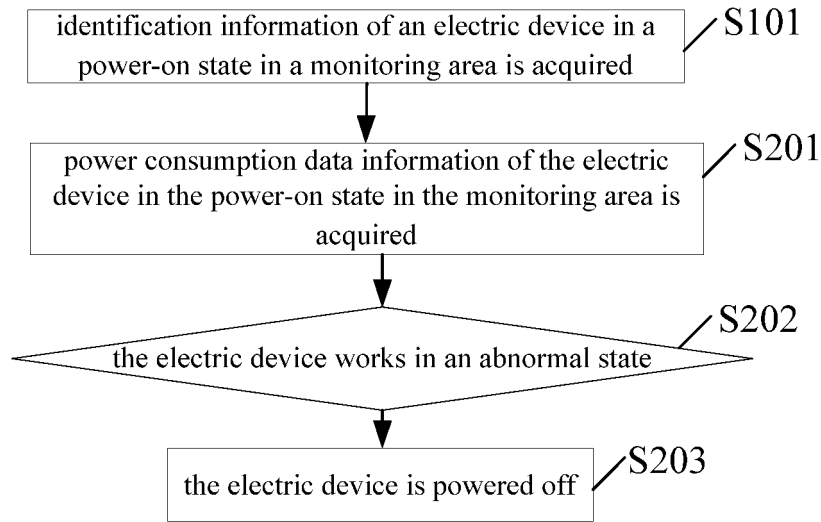 identification information of an electric device in a
power-on state in a monitoring area is acquired
S101
power consumption data information of the electric
device in the power-on state in the monitoring area is
acquired
S201
the electric device works in an abnormal state
S202
the electric device is powered off
S203